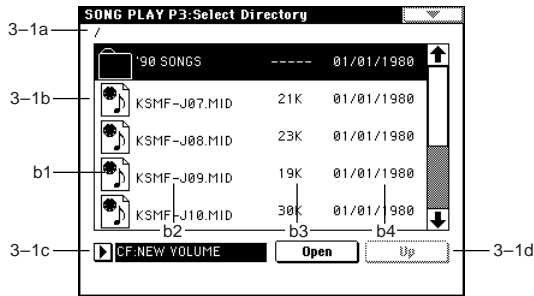 SONG PLAY P3:Select Directory
3–1a
/
'90 SONGS ----- 01/01/1980
3–1b
KSMF-J07.MID 21K 01/01/1980
KSMF-J08.MID 23K 01/01/1980
b1
KSMF-J09.MID 19K 01/01/1980
KSMF-J10.MID 30K 01/01/1980
b2 b3 b4
3–1c
CF:NEW VOLUME Open Up
3–1d